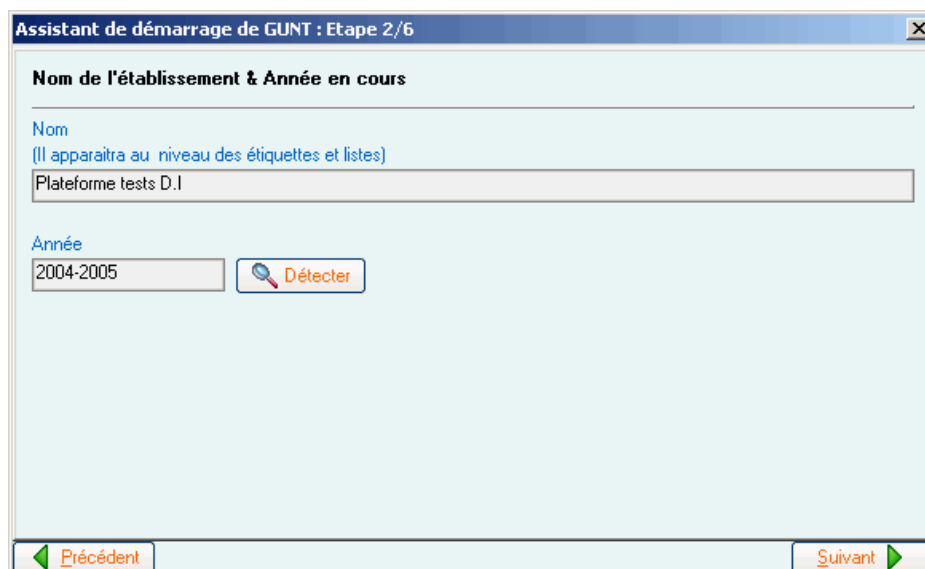 Assistant de démarrage de GUNT : Etape 2/6
Nom de l'établissement & Année en cours
Nom
(Il apparaitra au niveau des étiquettes et listes)
Plateforme tests D.I
Année
2004-2005
Détecter
Précédent
Suivant